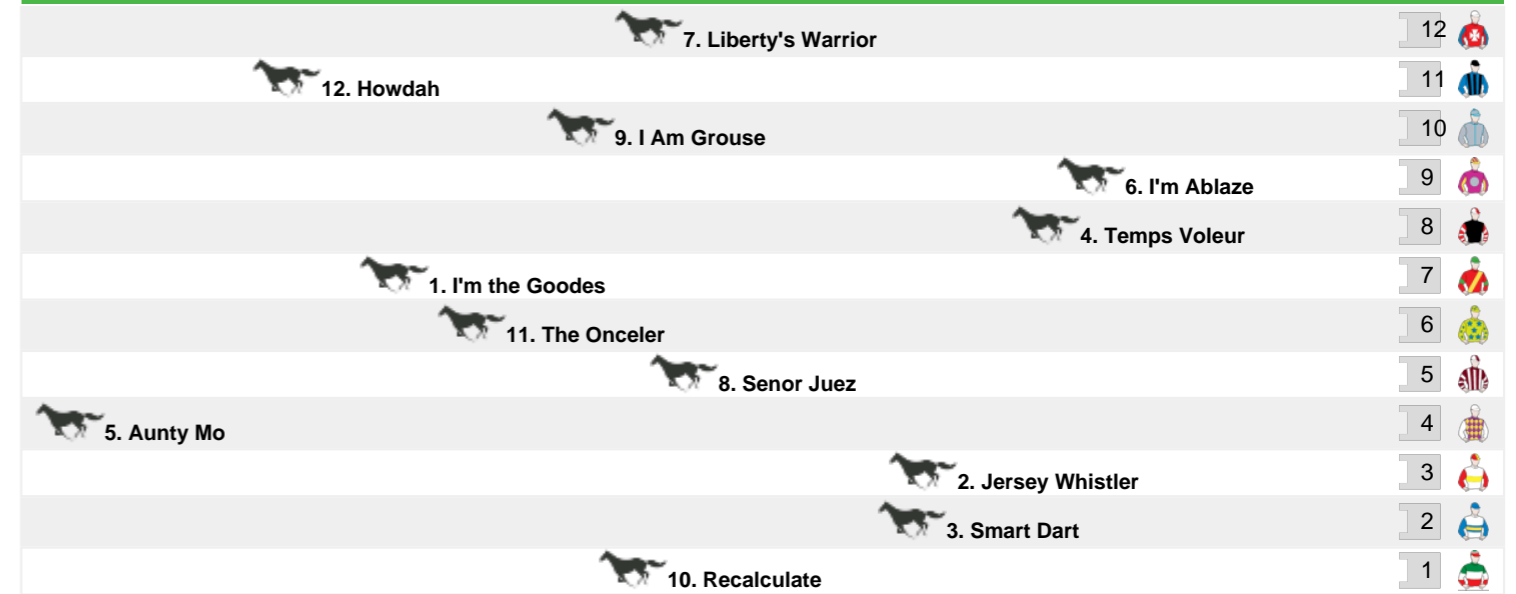 7. Liberty's Warrior 12
12. Howdah 11
9. I Am Grouse 10
6. I'm Ablaze 9
4. Temps Voleur 8
1. I'm the Goodes 7
11. The Onceler 6
8. Senor Juez 5
5. Aunty Mo 4
2. Jersey Whistler 3
3. Smart Dart 2
10. Recalculate 1